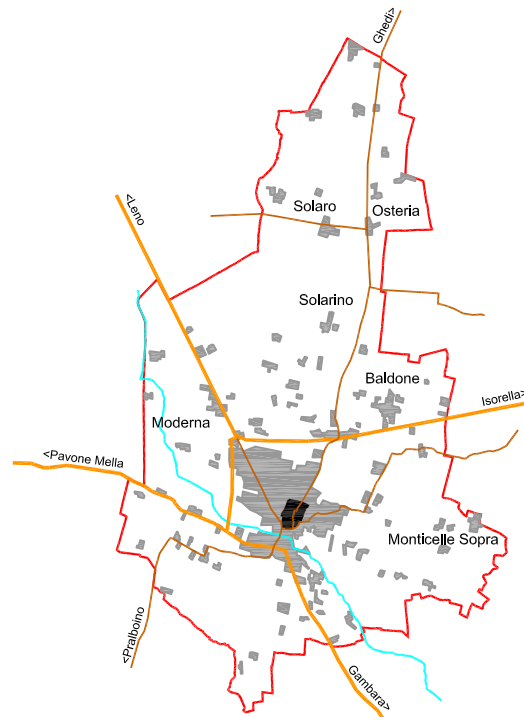 Ghedi>
<Leno
Solaro
Osteria
Solarino
Baldone
Isorella>
Moderna
<Pavone Mella
Monticelle Sopra
<Pralboino
Gambara>